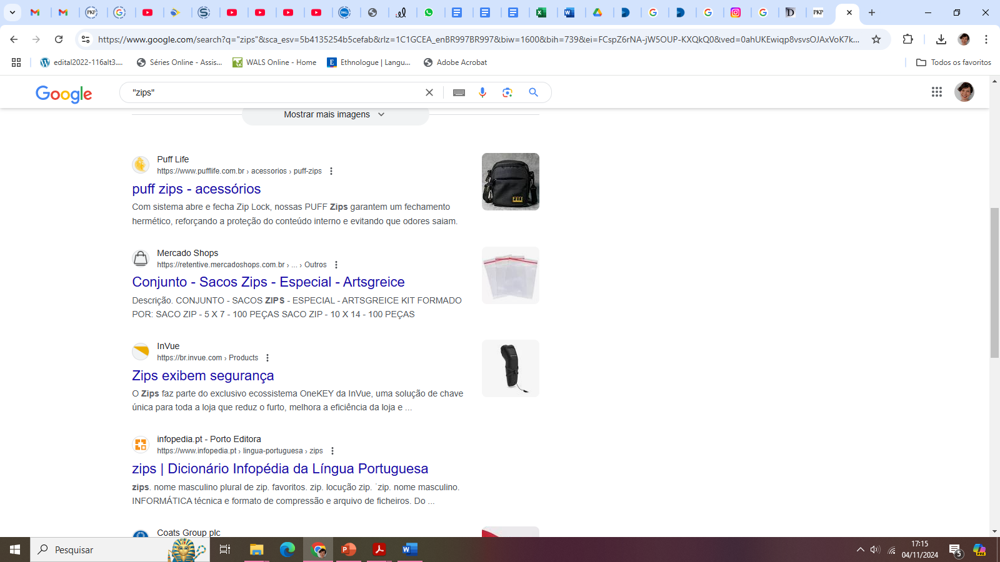 https://www.google.com/search?q="zips"&sca_esv=5b4135254b5cefab&rlz=1C1GCEA_enBR997BR997&biw=1600&bih=739&ei=FCspZ6rNA-jW5OUP-KXQkQ0&ved=0ahUKEwiqp8vsvsOJAxVoK7k...
edital2022-116alt3....
Séries Online - Assis...
WALS Online - Home
Ethnologue | Langu...
Adobe Acrobat
Todos os favoritos
Google
"zips"
Mostrar mais imagens
Puff Life
https://www.pufflife.com.br › acessorios › puff-zips
puff zips - acessórios
Com sistema abre e fecha Zip Lock, nossas PUFF Zips garantem um fechamento
hermético, reforçando a proteção do conteúdo interno e evitando que odores saiam.
Mercado Shops
https://retentive.mercadoshops.com.br › ... › Outros
Conjunto - Sacos Zips - Especial - Artsgreice
Descrição. CONJUNTO - SACOS ZIPS - ESPECIAL - ARTSGREICE KIT FORMADO
POR: SACO ZIP - 5 X 7 - 100 PEÇAS SACO ZIP - 10 X 14 - 100 PEÇAS
InVue
https://br.invue.com › Products
Zips exibem segurança
O Zips faz parte do exclusivo ecossistema OneKEY da InVue, uma solução de chave
única para toda a loja que reduz o furto, melhora a eficiência da loja e ...
infopedia.pt - Porto Editora
https://www.infopedia.pt › lingua-portuguesa › zips
zips | Dicionário Infopédia da Língua Portuguesa
zips. nome masculino plural de zip. favoritos. zip. locução zip. ˈzip. nome masculino.
INFORMÁTICA técnica e formato de compressão e arquivo de ficheiros. Do ...
Coats Group plc
Pesquisar
17:15
04/11/2024
5